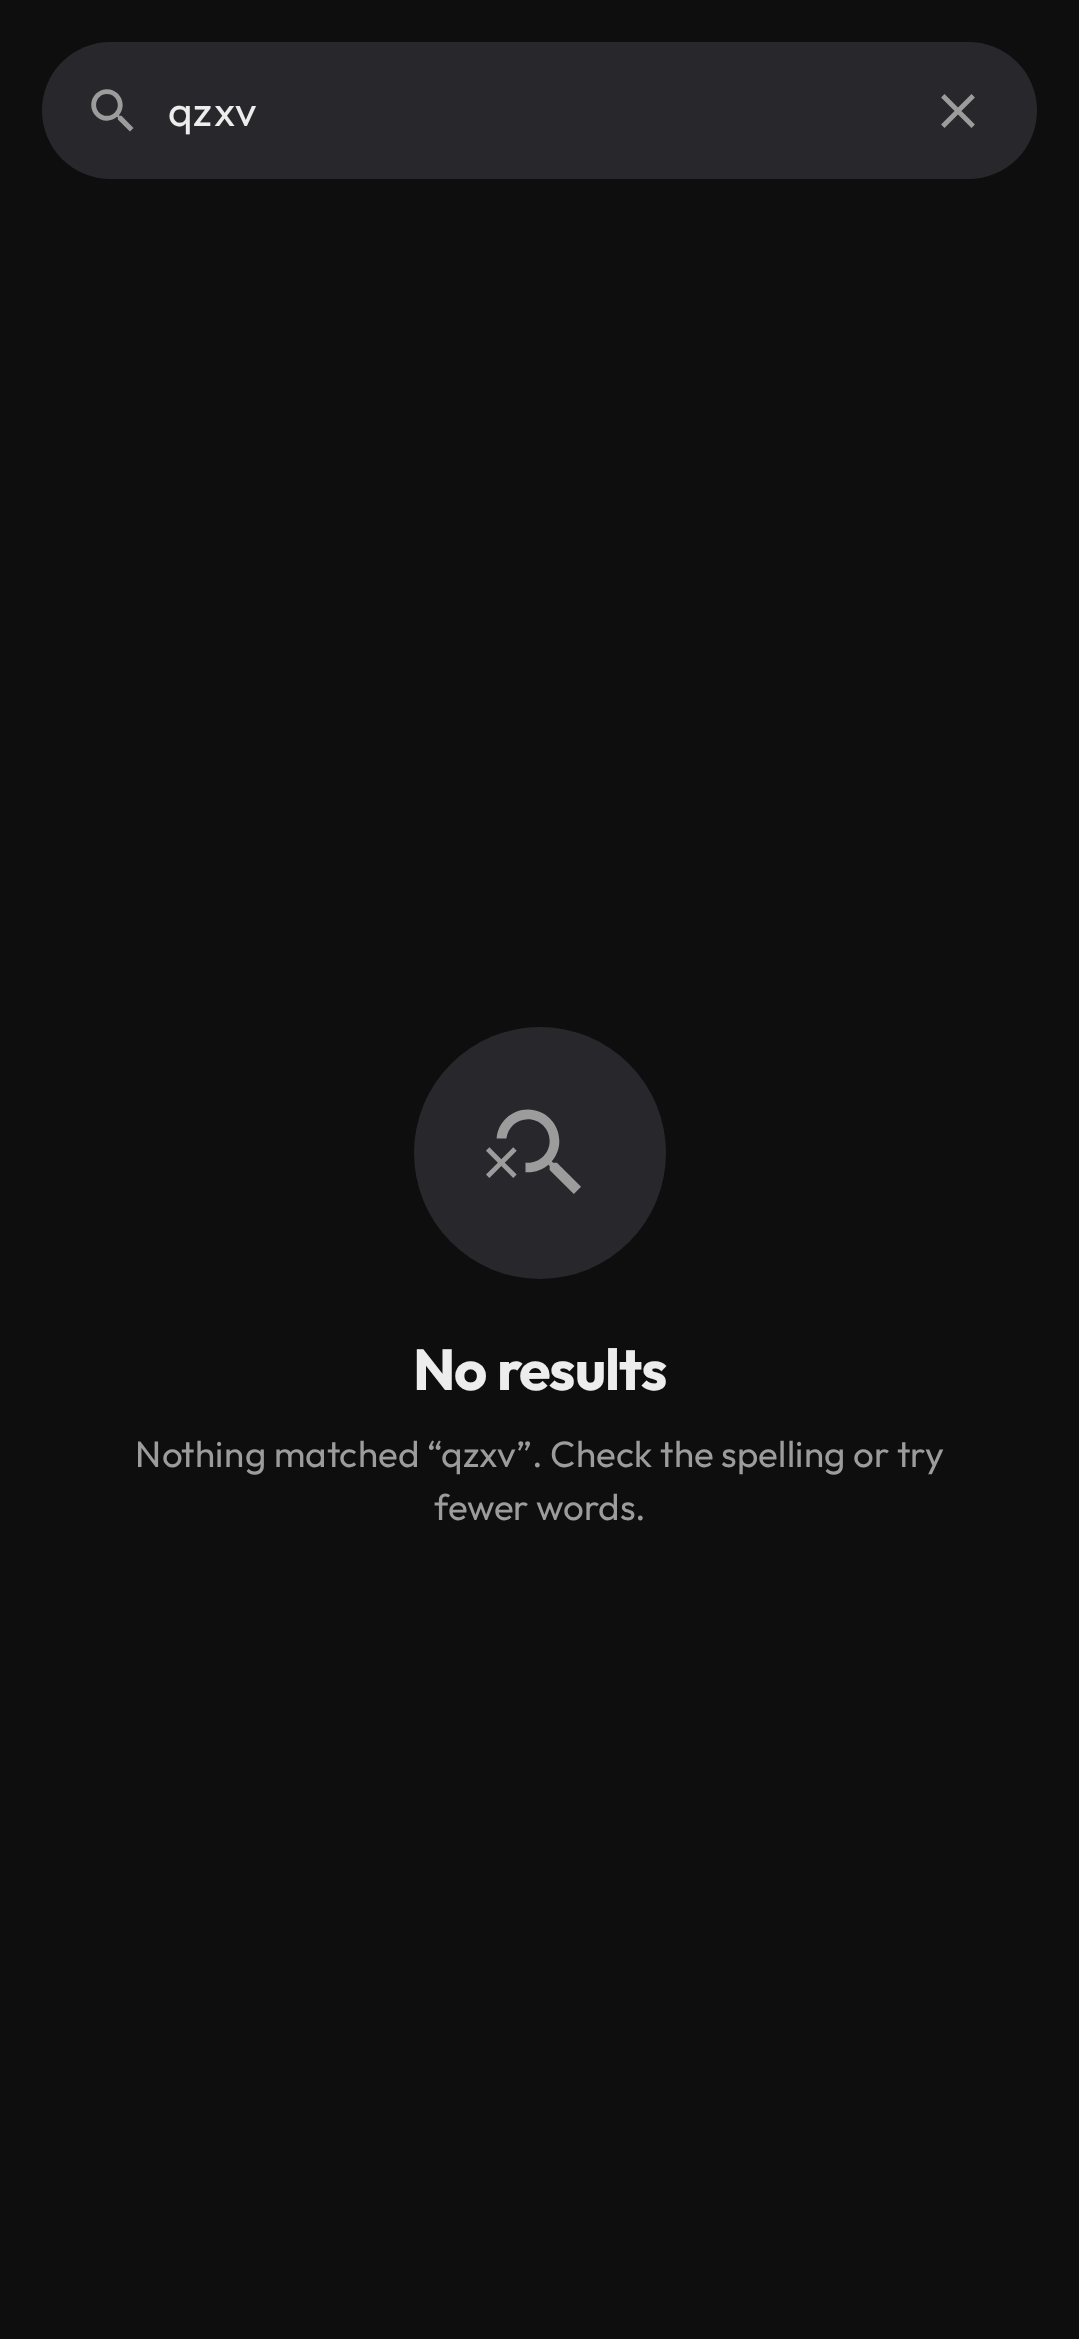 qzxv
No results
Nothing matched “qzxv”. Check the spelling or try
fewer words.